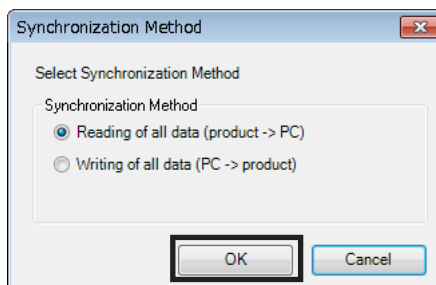 Synchronization Method
Select Synchronization Method
Synchronization Method
Reading of all data (product -> PC)
Writing of all data (PC -> product)
OK
Cancel